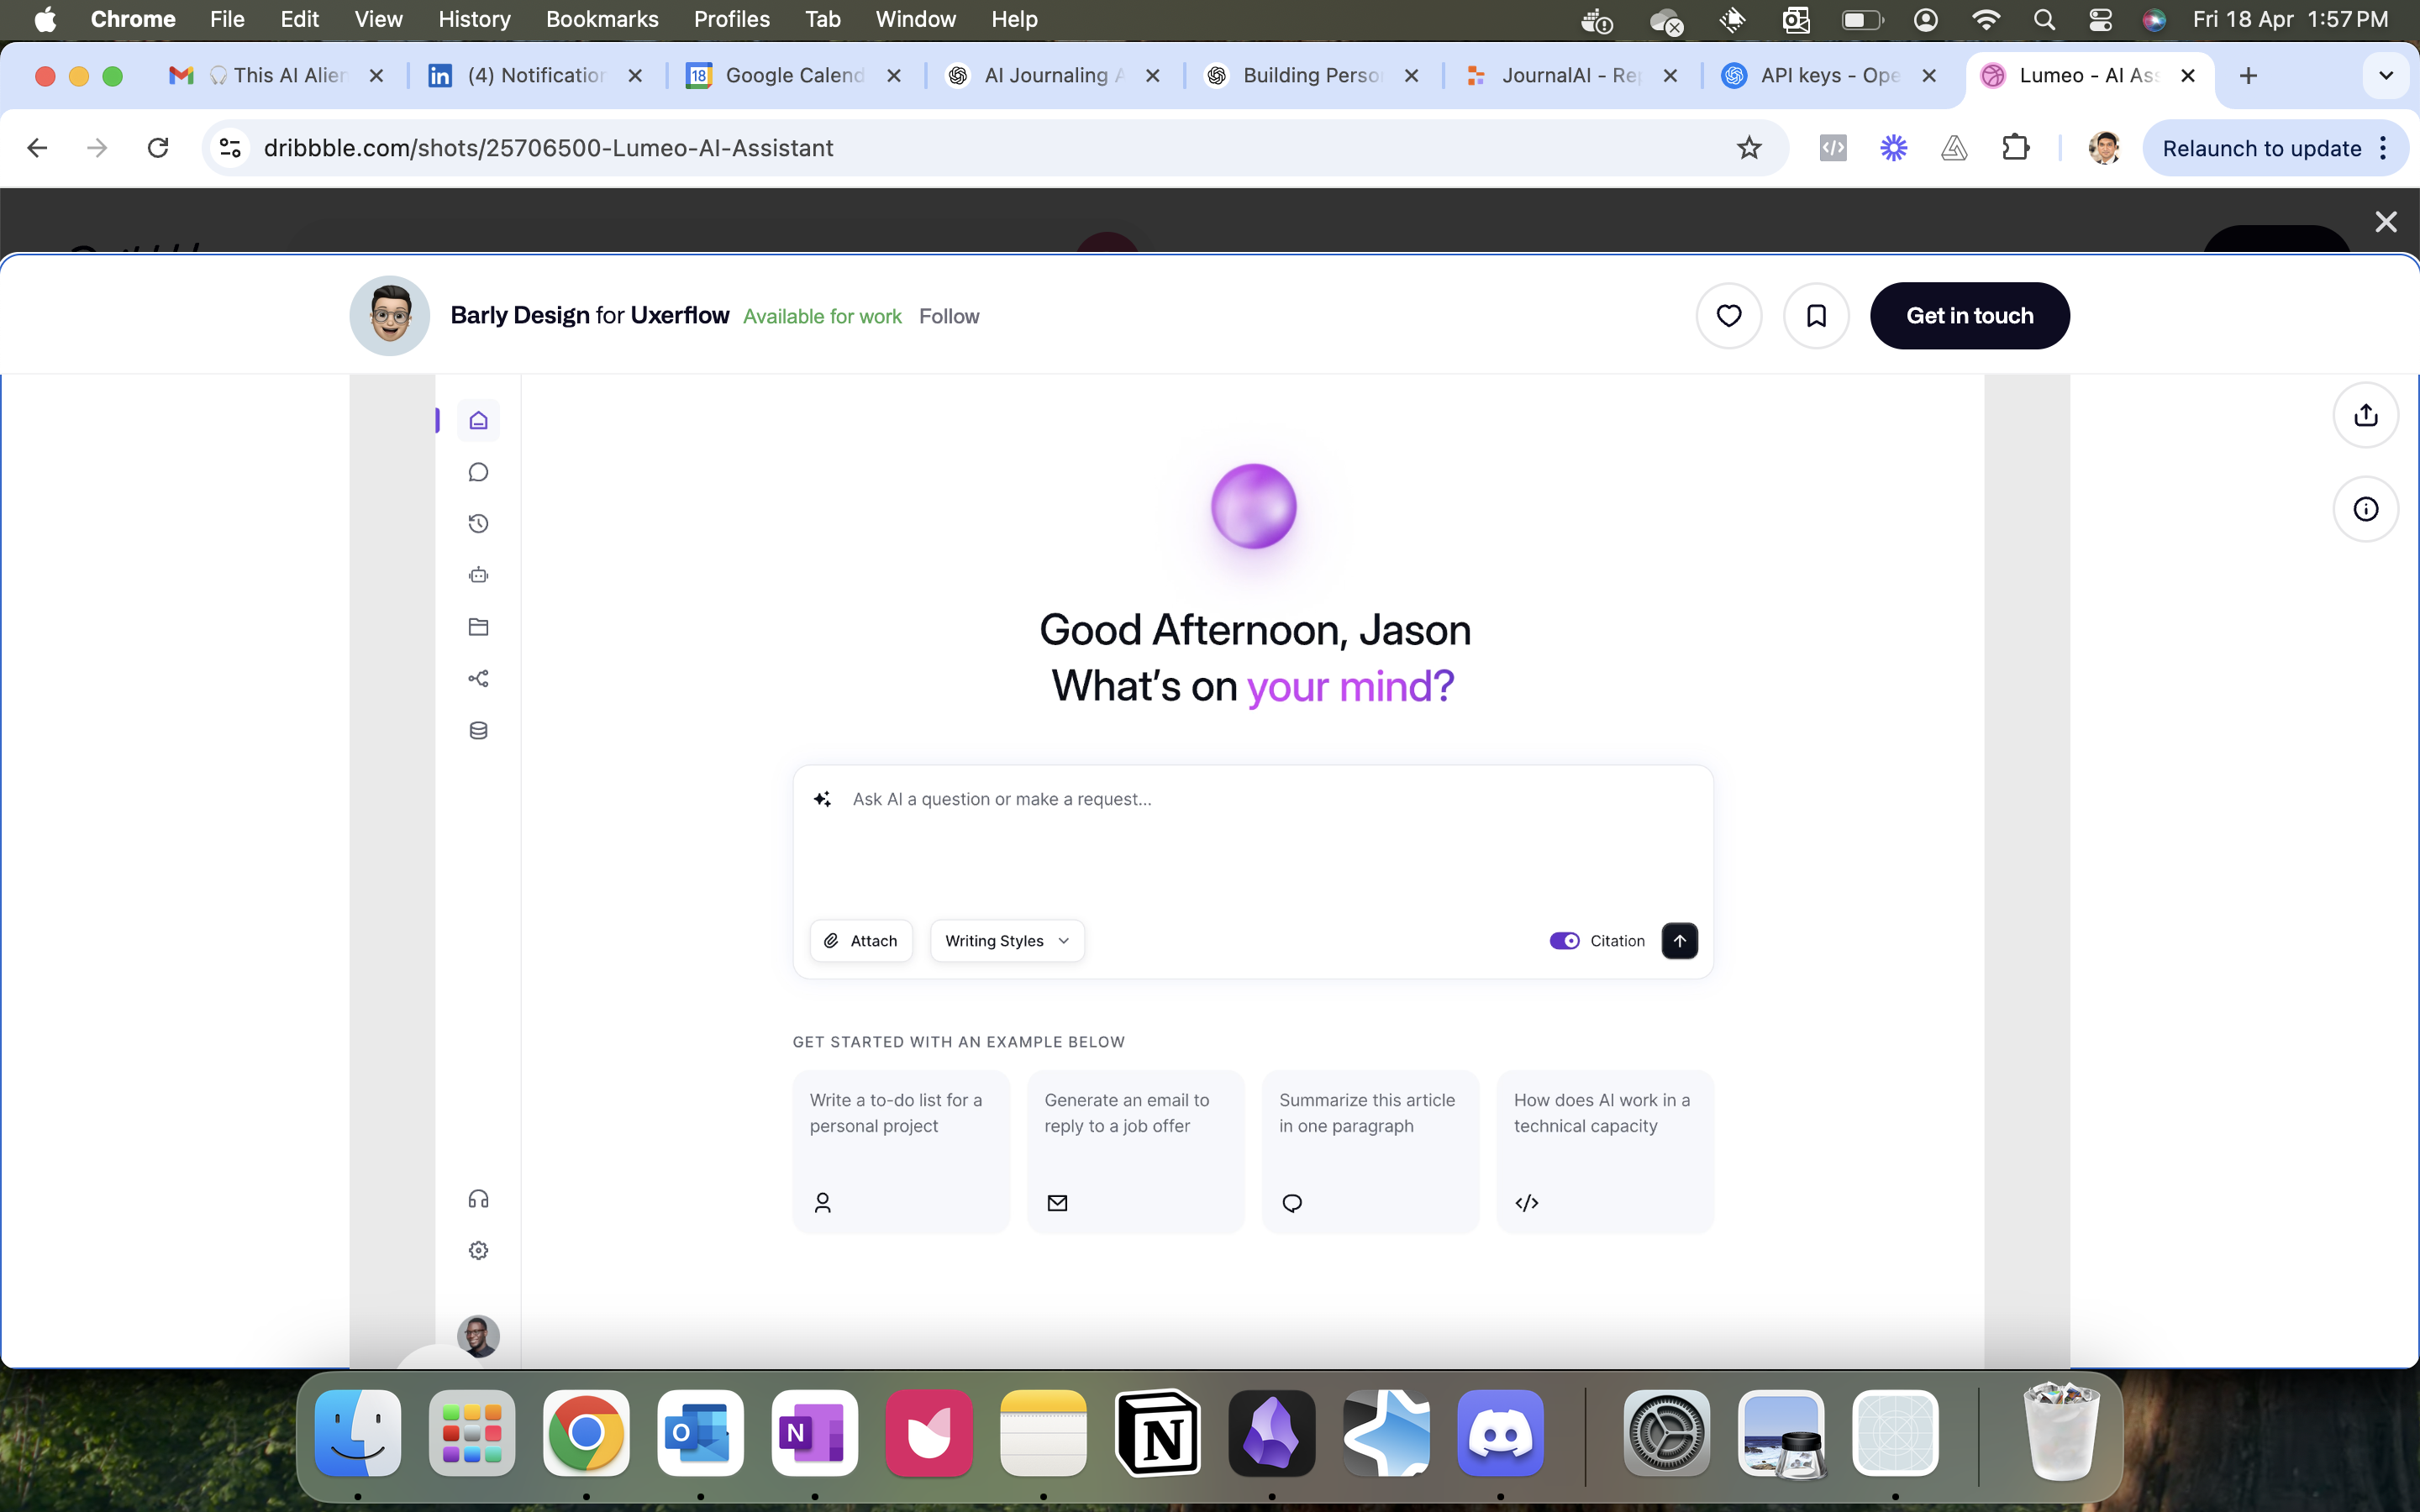 Chrome File Edit View History Bookmarks Profiles Tab Window Help Fri 18 Apr 1:57 PM
This AI Alien (4) Notification Google Calend AI Journaling A Building Perso JournalAI - Rep API keys - Ope Lumeo - AI Ass
dribbble.com/shots/25706500-Lumeo-AI-Assistant Relaunch to update
Barly Design for Uxerflow Available for work Follow Get in touch
Good Afternoon, Jason
What's on your mind?
Ask AI a question or make a request...
Attach Writing Styles Citation
GET STARTED WITH AN EXAMPLE BELOW
Write a to-do list for a
personal project
Generate an email to
reply to a job offer
Summarize this article
in one paragraph
How does AI work in a
technical capacity